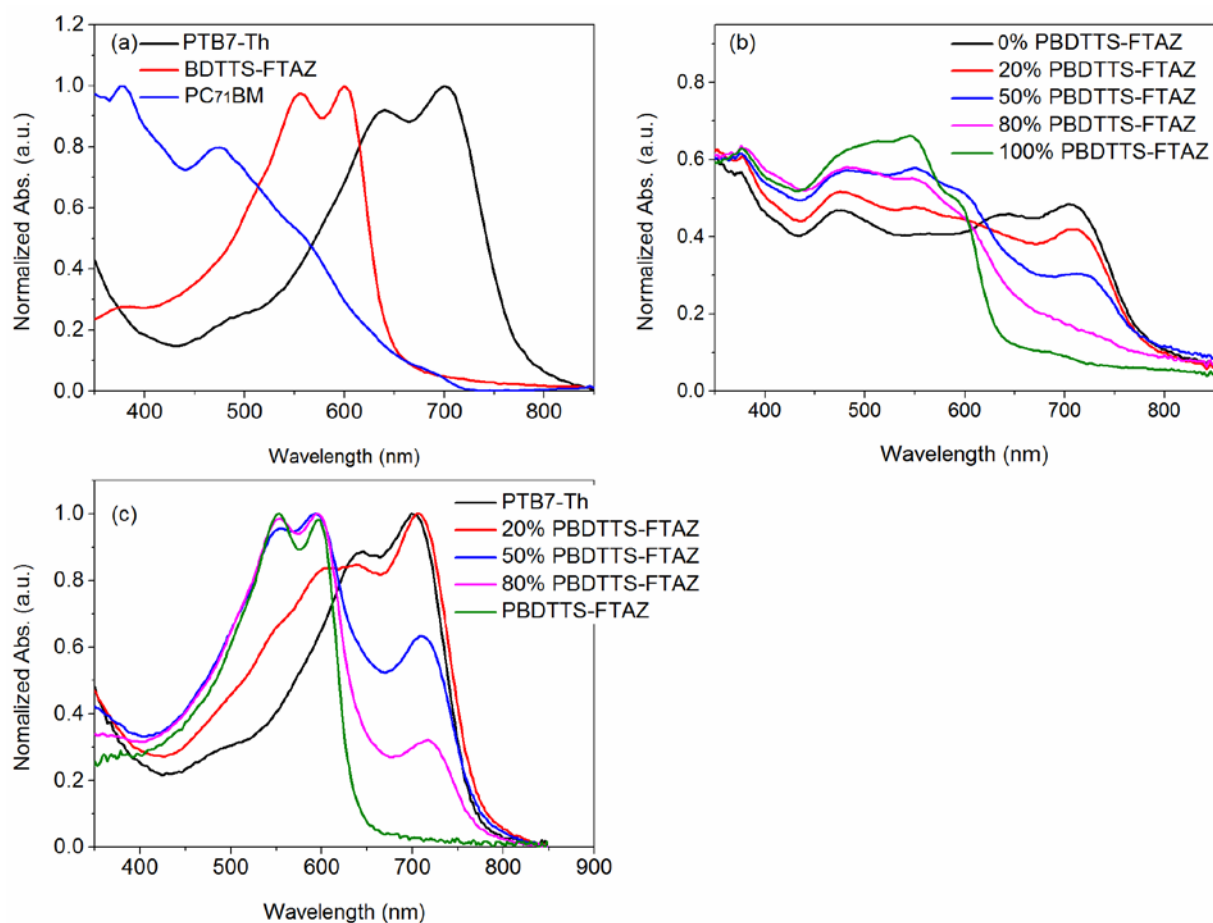 (a)
PTB7-Th
BDTTS-FTAZ
PC71BM
Normalized Abs. (a.u.)
1.2
1.0
0.8
0.6
0.4
0.2
0.0
400 500 600 700 800
Wavelength (nm)
(b)
0% PBDTTS-FTAZ
20% PBDTTS-FTAZ
50% PBDTTS-FTAZ
80% PBDTTS-FTAZ
100% PBDTTS-FTAZ
Normalized Abs. (a.u.)
0.8
0.6
0.4
0.2
0.0
400 500 600 700 800
Wavelength (nm)
(c)
PTB7-Th
20% PBDTTS-FTAZ
50% PBDTTS-FTAZ
80% PBDTTS-FTAZ
PBDTTS-FTAZ
Normalized Abs. (a.u.)
1.0
0.8
0.6
0.4
0.2
0.0
400 500 600 700 800 900
Wavelength (nm)